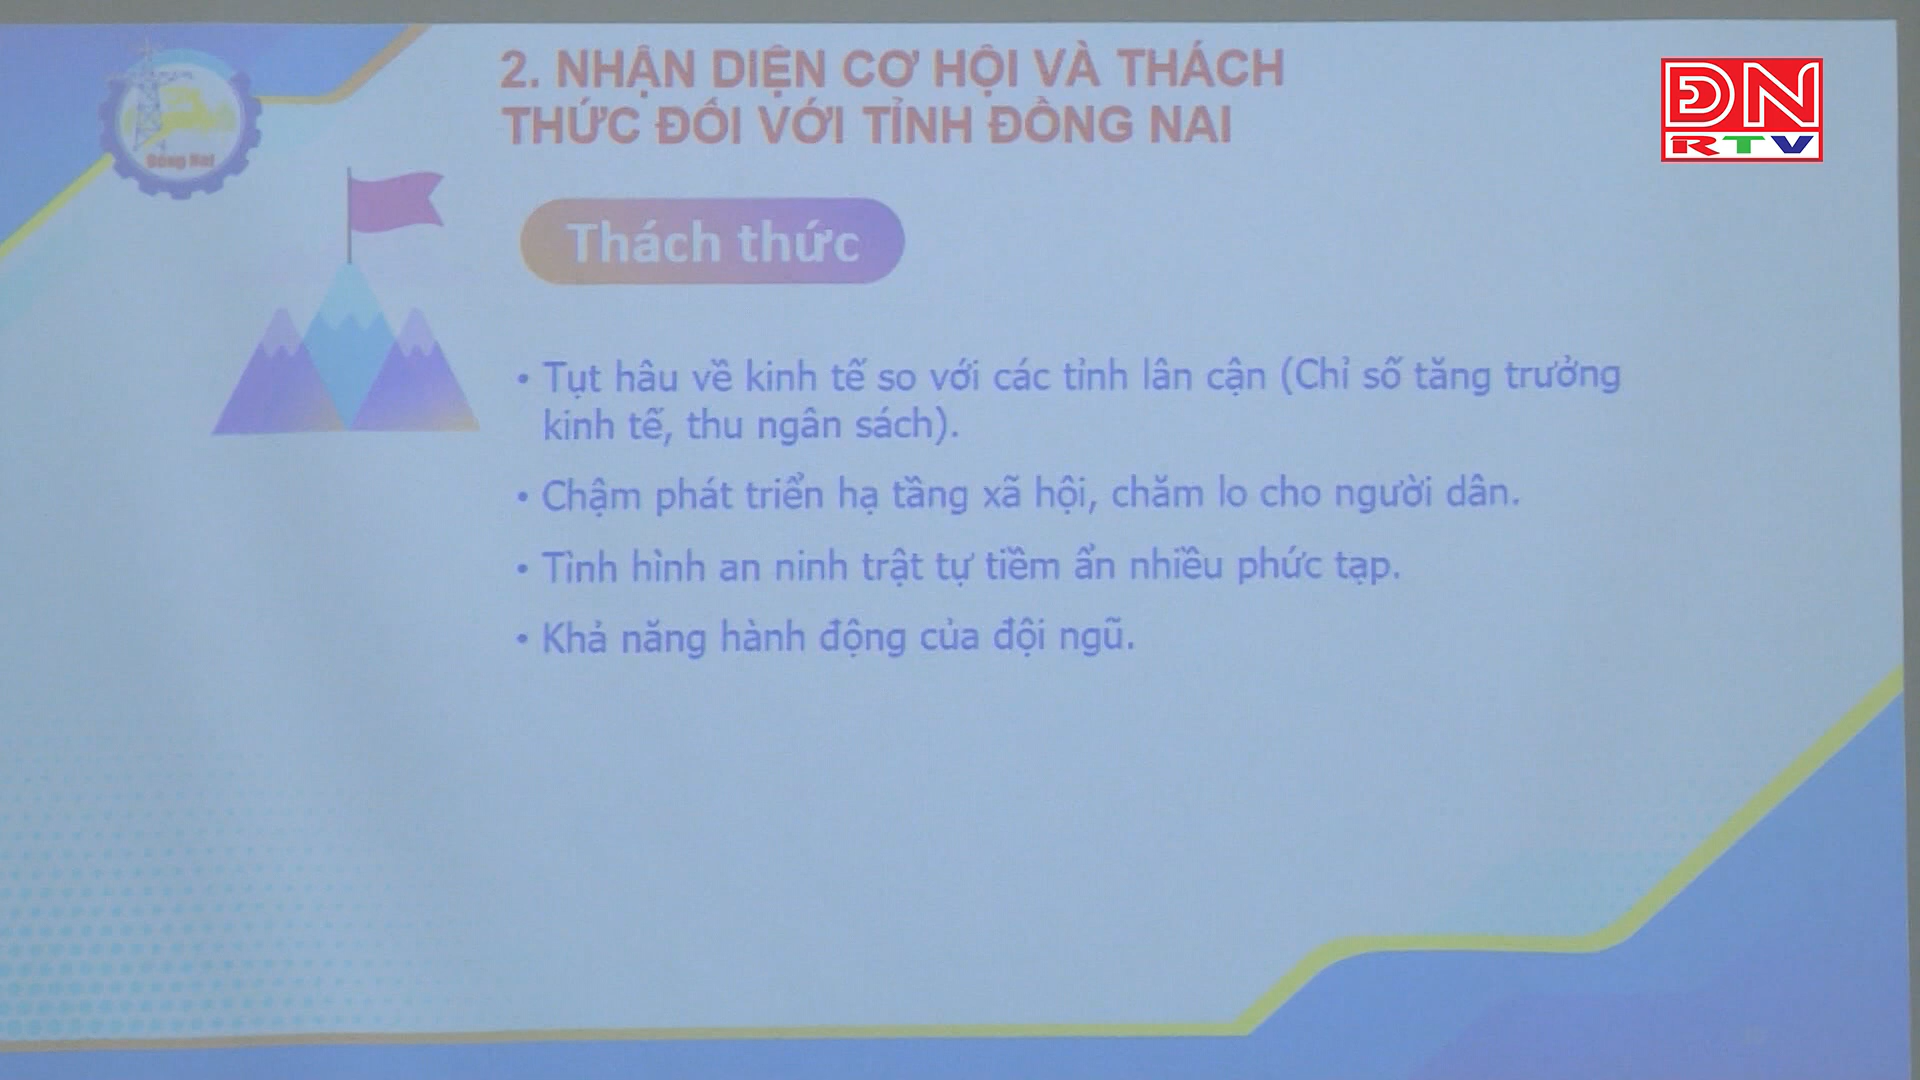 2. NHẬN DIỆN CƠ HỘI VÀ THÁCH
THỨC ĐỐI VỚI TỈNH ĐỒNG NAI
ĐN
RTV
Đồng Nai
Thách thức
• Tụt hâu về kinh tế so với các tỉnh lân cận (Chỉ số tăng trưởng
kinh tế, thu ngân sách).
• Chậm phát triển hạ tầng xã hội, chăm lo cho người dân.
• Tình hình an ninh trật tự tiềm ẩn nhiều phức tạp.
• Khả năng hành động của đội ngũ.